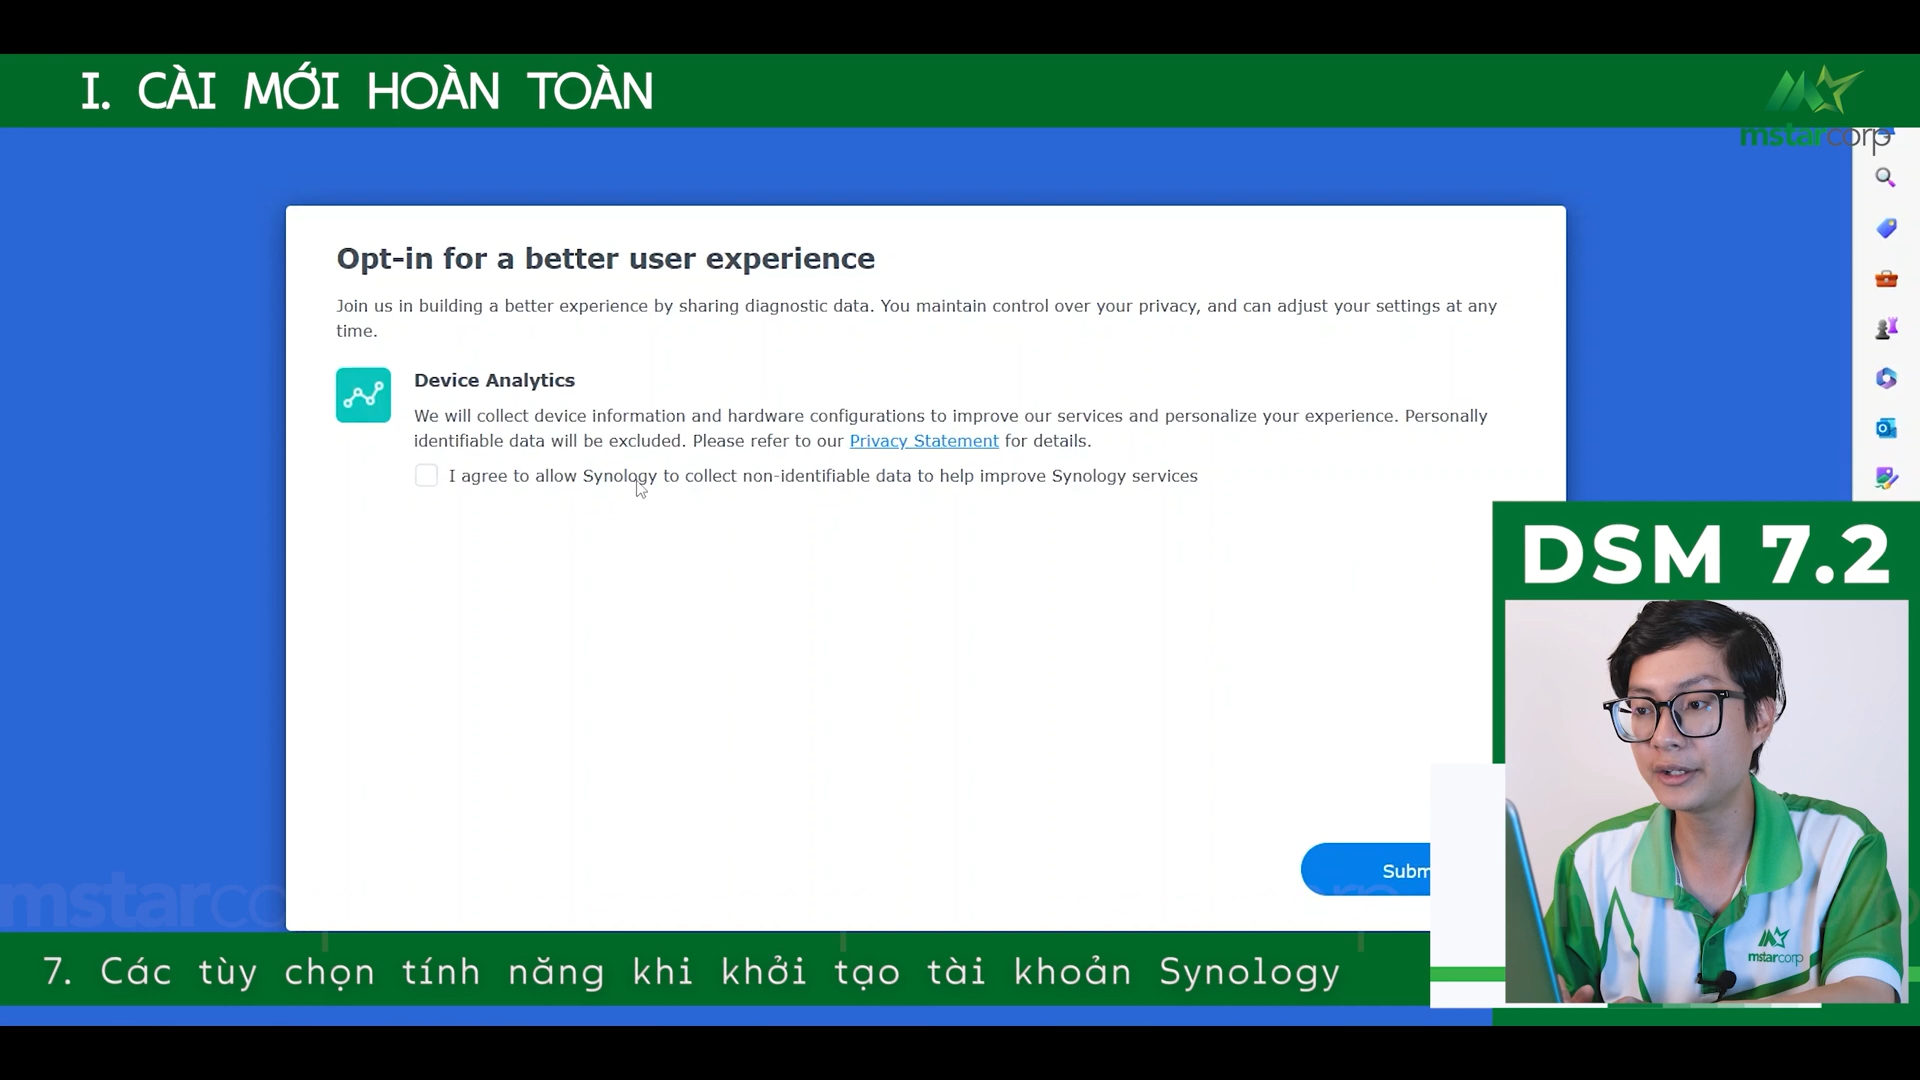 I. CÀI MỚI HOÀN TOÀN
mstarcorp
Opt-in for a better user experience
Join us in building a better experience by sharing diagnostic data. You maintain control over your privacy, and can adjust your settings at any
time.
Device Analytics
We will collect device information and hardware configurations to improve our services and personalize your experience. Personally
identifiable data will be excluded. Please refer to our Privacy Statement for details.
I agree to allow Synology to collect non-identifiable data to help improve Synology services
DSM 7.2
Subm
mstarco
mstarcorp
7. Các tùy chọn tính năng khi khởi tạo tài khoản Synology